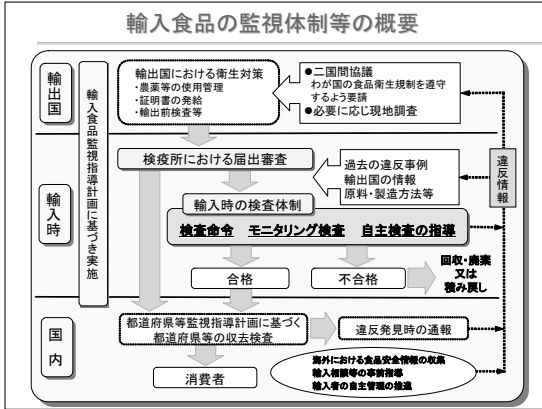 輸入食品の監視体制等の概要
輸出国
輸入食品監視指導計画に基づき実施
輸出国における衛生対策
・農薬等の使用管理
・証明書の発給
・輸出前検査等
●二国間協議
わが国の食品衛生規制を遵守
するよう要請
●必要に応じ現地調査
輸入時
検疫所における届出審査
過去の違反事例
輸出国の情報
原料・製造方法等
違反情報
輸入時の検査体制
検査命令 モニタリング検査 自主検査の指導
合格
不合格
回収・廃棄
又は
積み戻し
国内
都道府県等監視指導計画に基づく
都道府県等の収去検査
違反発見時の通報
消費者
海外における食品安全情報の収集
輸入相談等の事前指導
輸入者の自主管理の推進